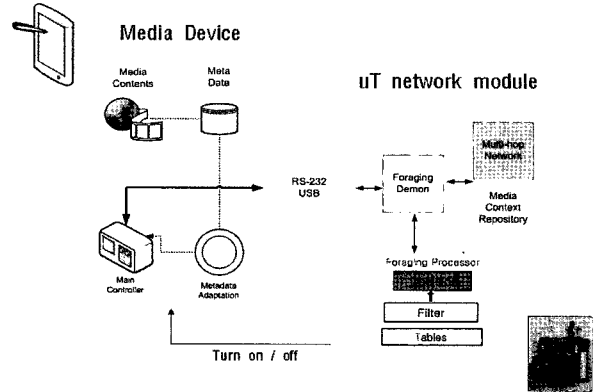 Media Device
Media
Contents
Meta
Data
uT network module
RS-232
USB
Foraging
Demon
Multi-hop
Network
Media
Context
Repository
Main
Controller
Metadata
Adaptation
Foraging Processor
Filter
Tables
Turn on / off